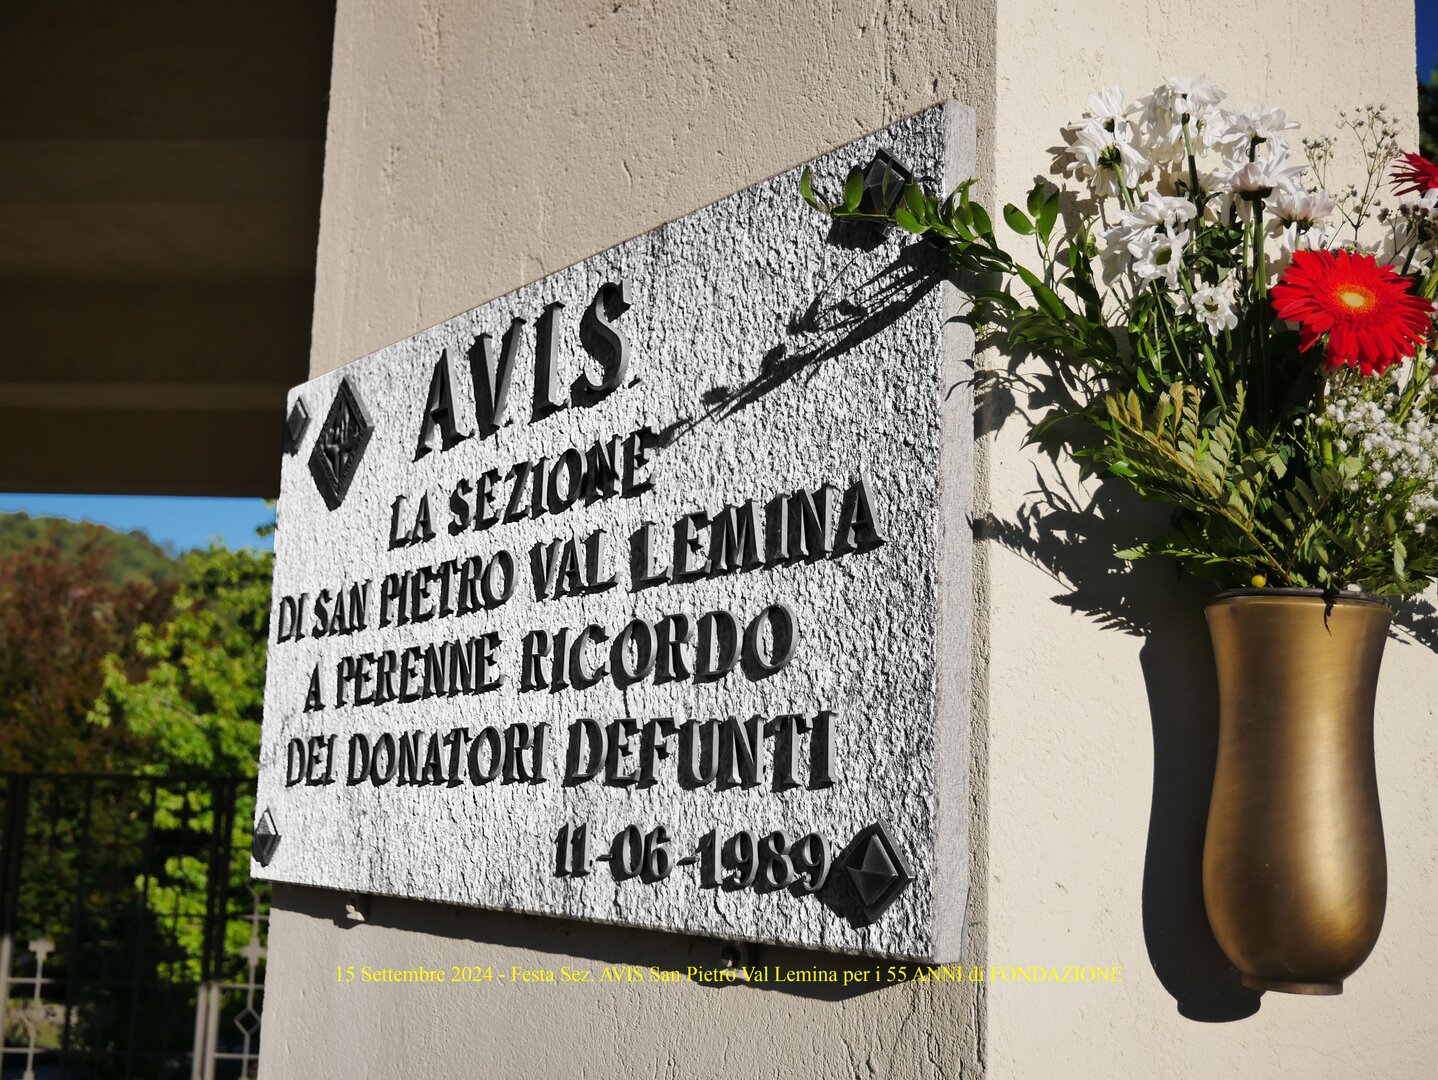 AVIS
LA SEZIONE
DI SAN PIETRO VAL LEMINA
A PERENNE RICORDO
DEI DONATORI DEFUNTI
11-06-1989
15 Settembre 2024 - Festa Sez. AVIS San Pietro Val Lemina per i 55 ANNI di FONDAZIONE